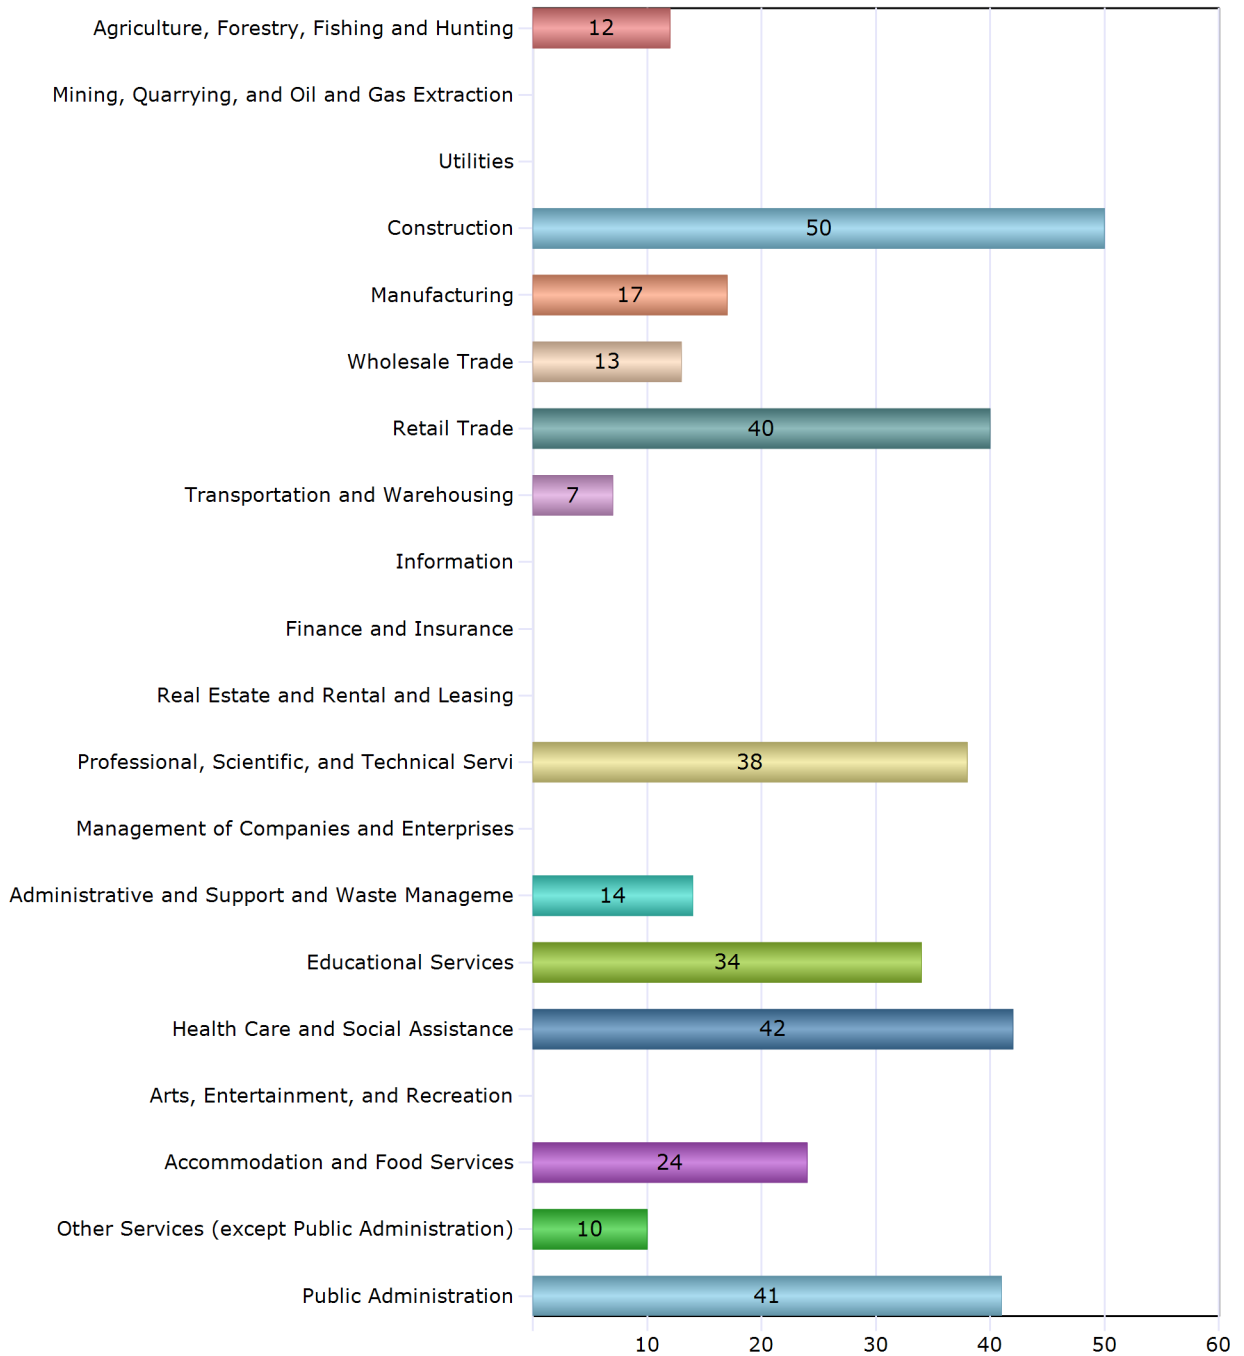 Agriculture, Forestry, Fishing and Hunting 12
Mining, Quarrying, and Oil and Gas Extraction
Utilities
Construction 50
Manufacturing 17
Wholesale Trade 13
Retail Trade 40
Transportation and Warehousing 7
Information
Finance and Insurance
Real Estate and Rental and Leasing
Professional, Scientific, and Technical Servi 38
Management of Companies and Enterprises
Administrative and Support and Waste Manageme 14
Educational Services 34
Health Care and Social Assistance 42
Arts, Entertainment, and Recreation
Accommodation and Food Services 24
Other Services (except Public Administration) 10
Public Administration 41
10 20 30 40 50 60